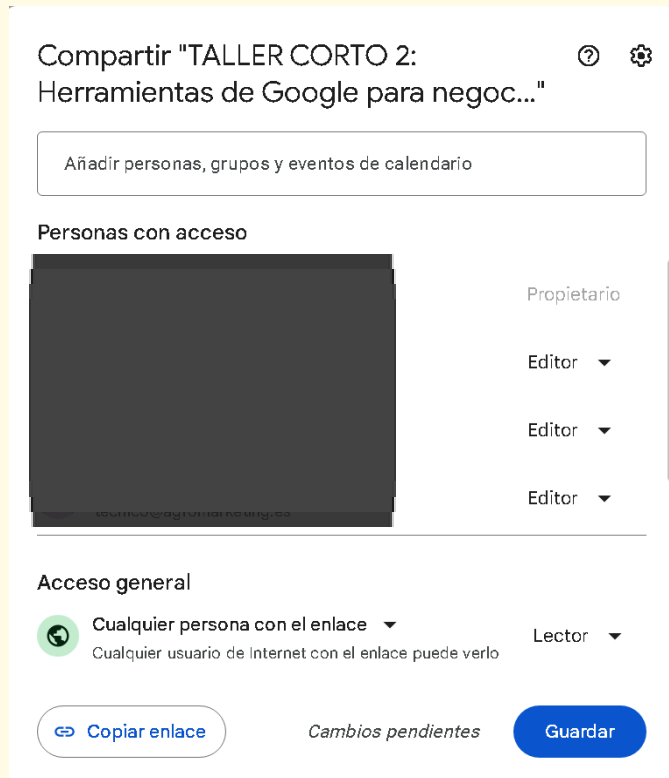 Compartir "TALLER CORTO 2:
Herramientas de Google para negoc..."
Añadir personas, grupos y eventos de calendario
Personas con acceso
Propietario
Editor
Editor
Editor
Acceso general
Cualquier persona con el enlace
Cualquier usuario de Internet con el enlace puede verlo
Lector
Copiar enlace
Cambios pendientes
Guardar